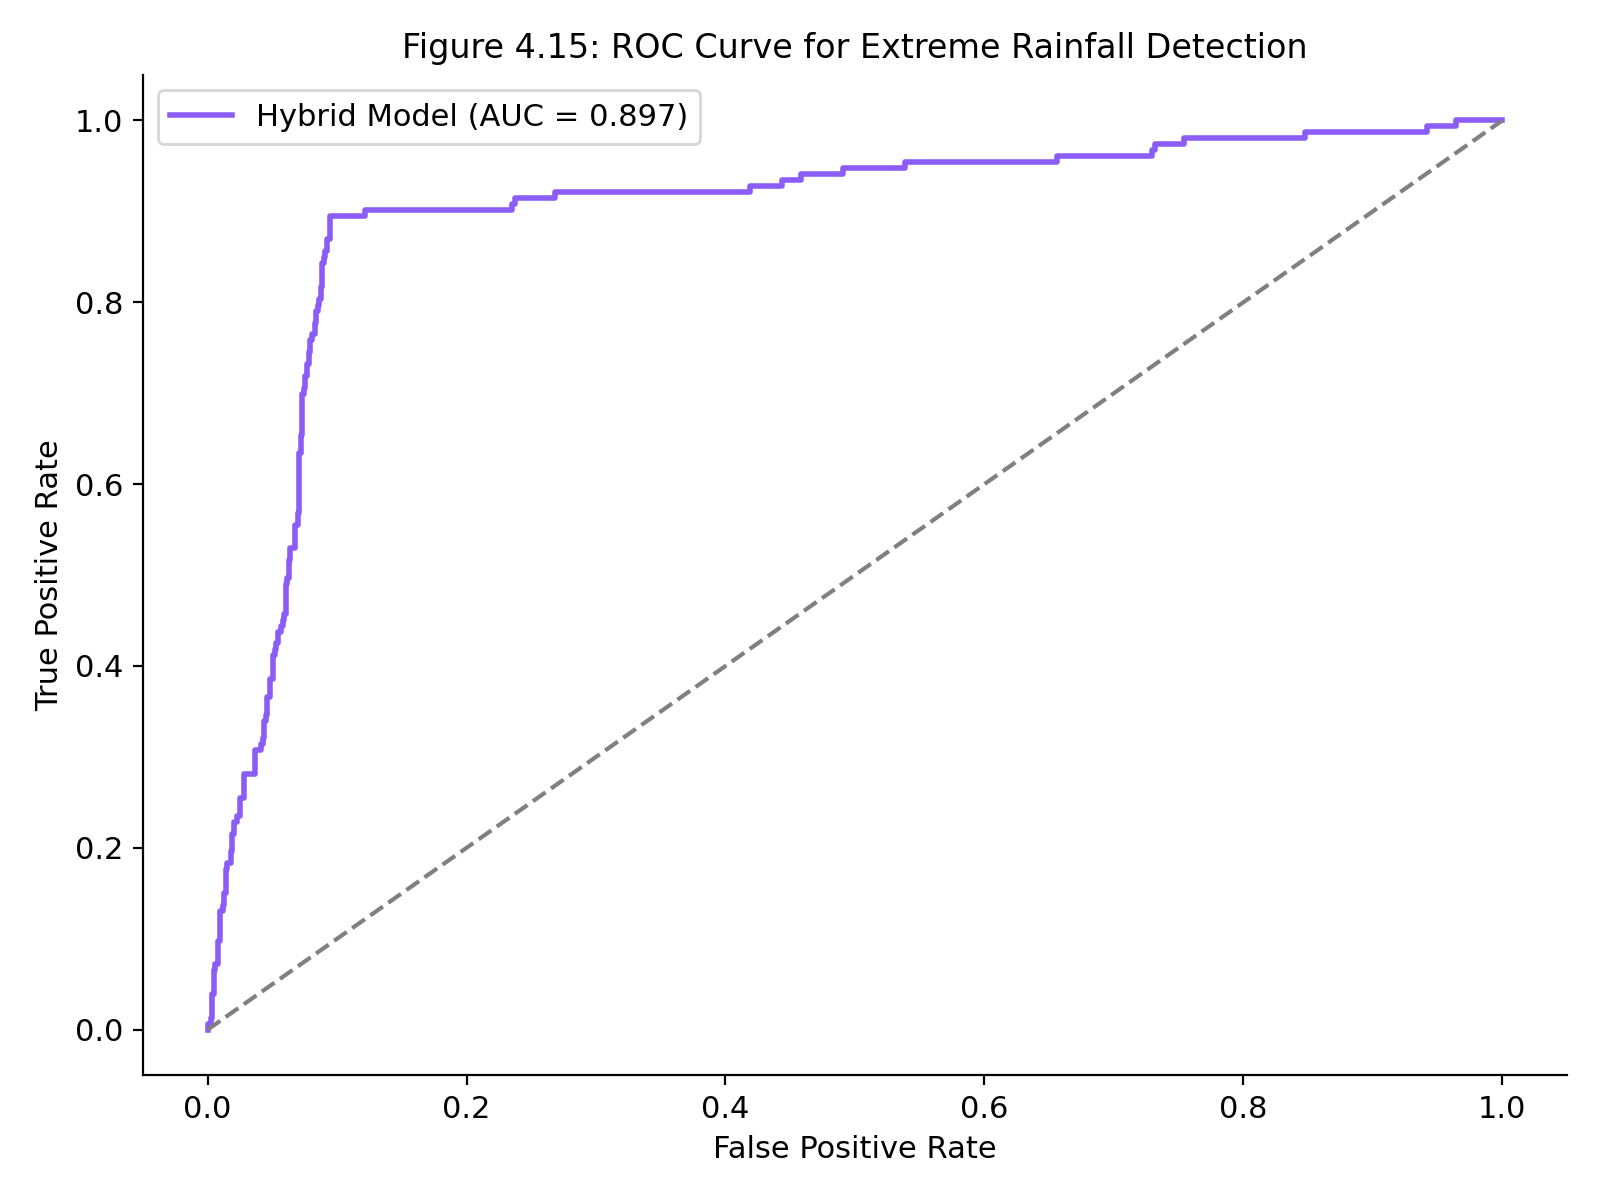 Figure 4.15: ROC Curve for Extreme Rainfall Detection
Hybrid Model (AUC = 0.897)
1.0
0.8
0.6
0.4
0.2
0.0
True Positive Rate
0.0 0.2 0.4 0.6 0.8 1.0
False Positive Rate